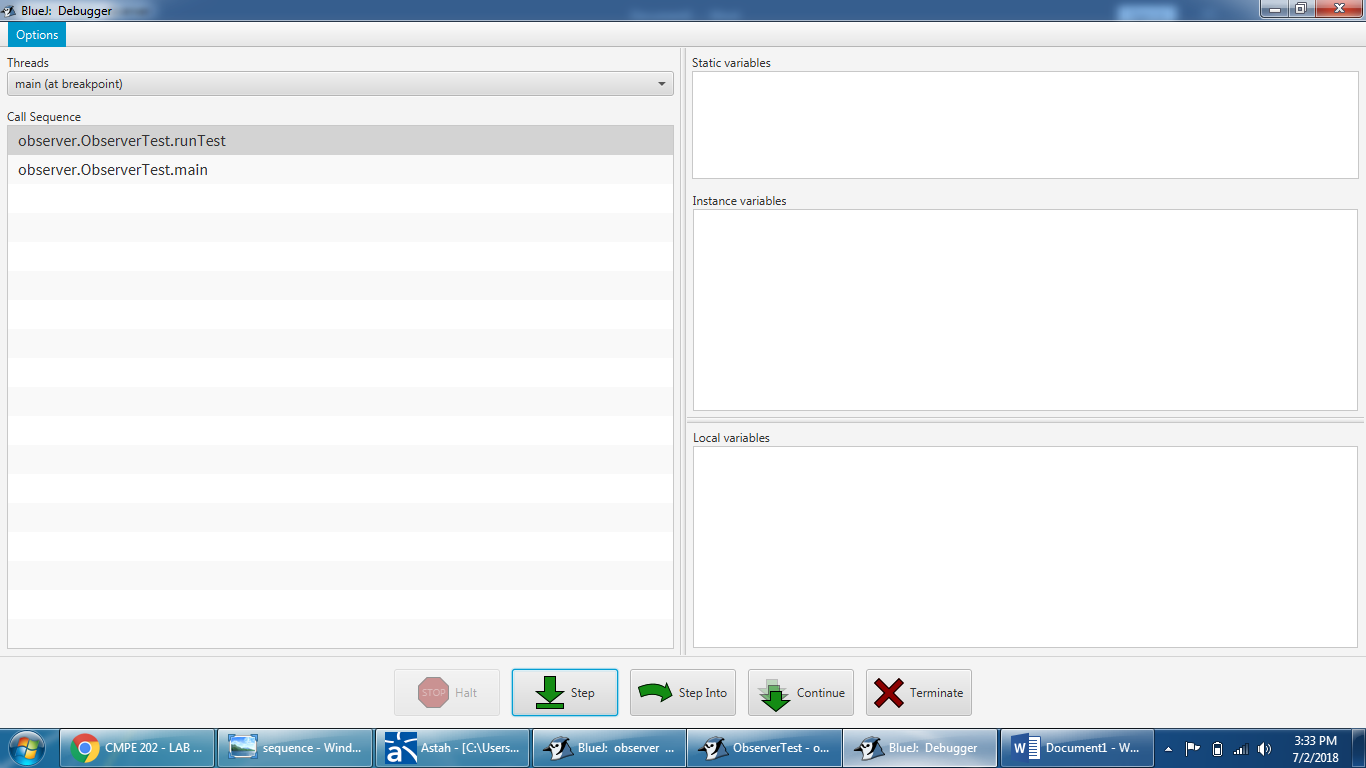 BlueJ: Debugger
Options
Threads
main (at breakpoint)
Call Sequence
observer.ObserverTest.runTest
observer.ObserverTest.main
Static variables
Instance variables
Local variables
STOP Halt
Step
Step Into
Continue
Terminate
CMPE 202 - LAB ...
sequence - Wind...
Astah - [C:\Users...
BlueJ: observer ...
ObserverTest - o...
BlueJ: Debugger
Document1 - W...
3:33 PM
7/2/2018